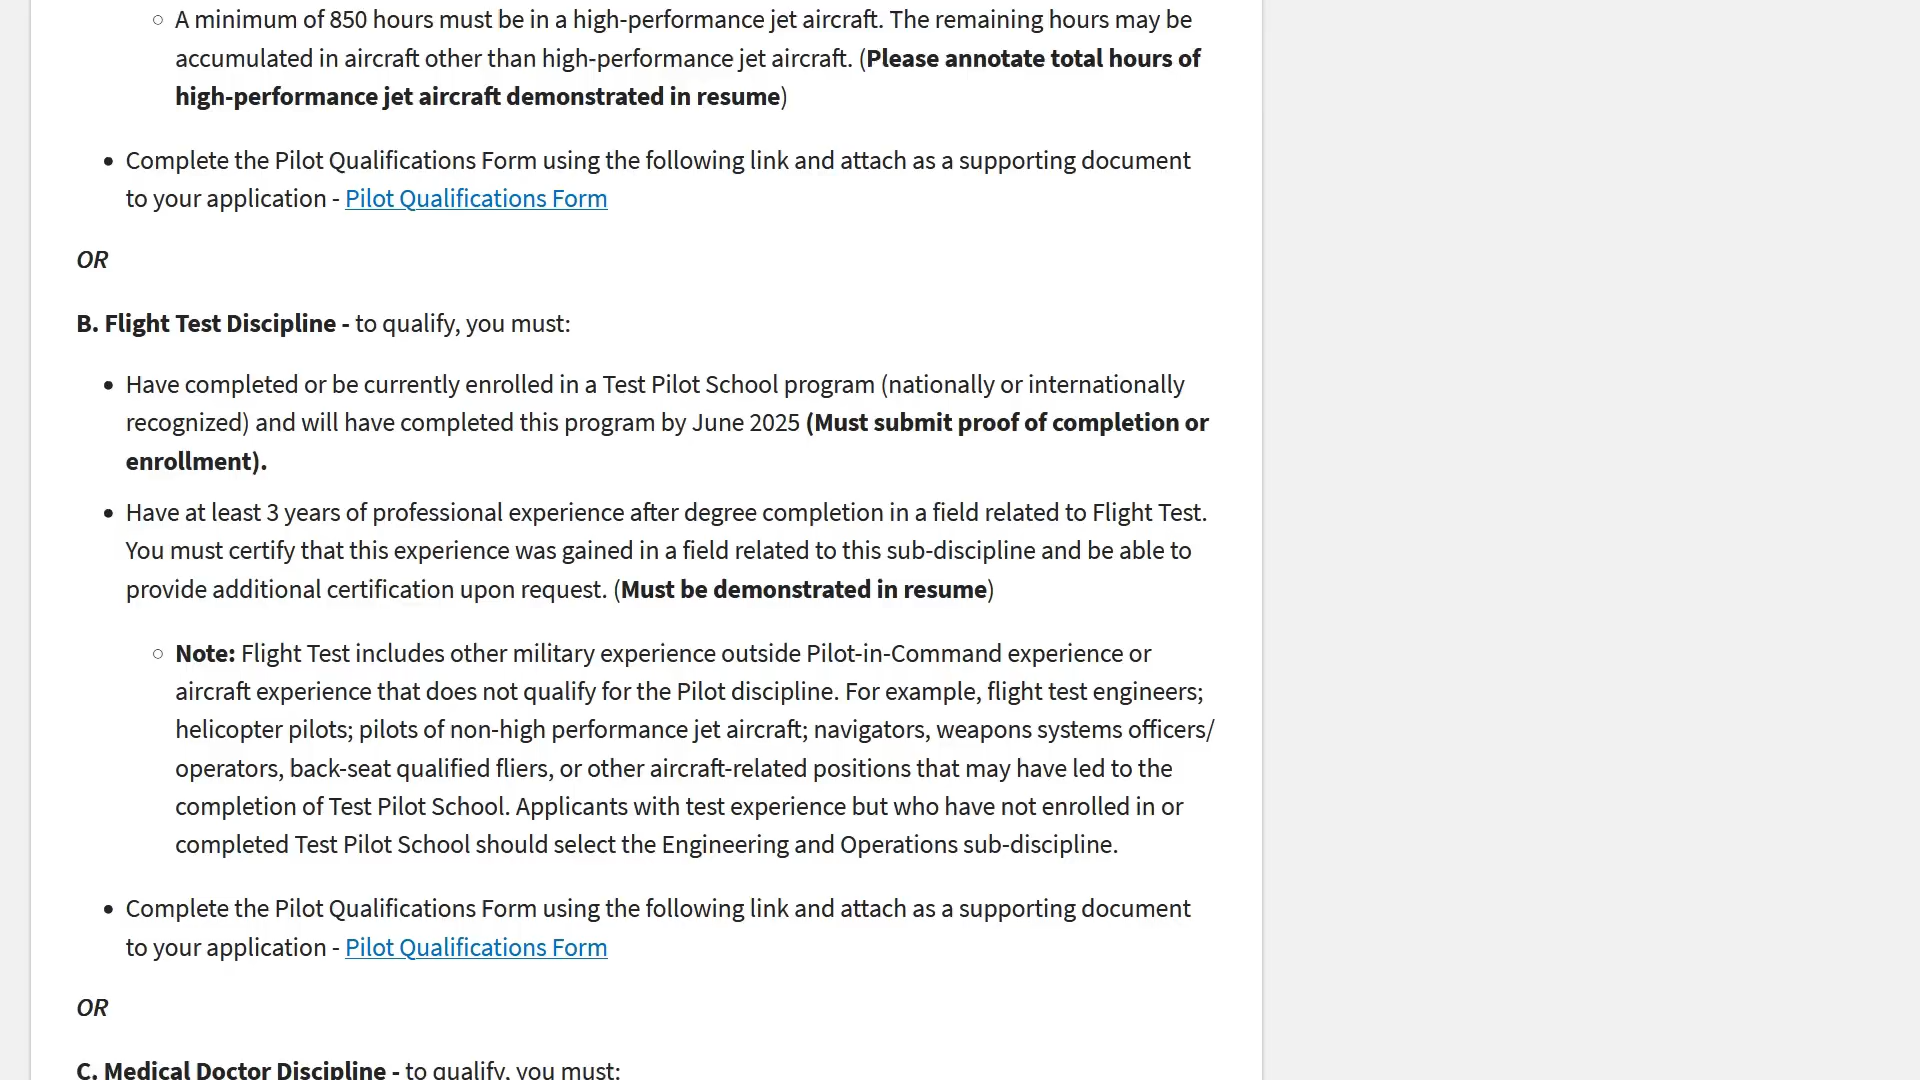 ○ A minimum of 850 hours must be in a high-performance jet aircraft. The remaining hours may be
accumulated in aircraft other than high-performance jet aircraft. (Please annotate total hours of
high-performance jet aircraft demonstrated in resume)
• Complete the Pilot Qualifications Form using the following link and attach as a supporting document
to your application - Pilot Qualifications Form
OR
B. Flight Test Discipline - to qualify, you must:
• Have completed or be currently enrolled in a Test Pilot School program (nationally or internationally
recognized) and will have completed this program by June 2025 (Must submit proof of completion or
enrollment).
• Have at least 3 years of professional experience after degree completion in a field related to Flight Test.
You must certify that this experience was gained in a field related to this sub-discipline and be able to
provide additional certification upon request. (Must be demonstrated in resume)
○ Note: Flight Test includes other military experience outside Pilot-in-Command experience or
aircraft experience that does not qualify for the Pilot discipline. For example, flight test engineers;
helicopter pilots; pilots of non-high performance jet aircraft; navigators, weapons systems officers/
operators, back-seat qualified fliers, or other aircraft-related positions that may have led to the
completion of Test Pilot School. Applicants with test experience but who have not enrolled in or
completed Test Pilot School should select the Engineering and Operations sub-discipline.
• Complete the Pilot Qualifications Form using the following link and attach as a supporting document
to your application - Pilot Qualifications Form
OR
C. Medical Doctor Discipline - to qualify, you must: